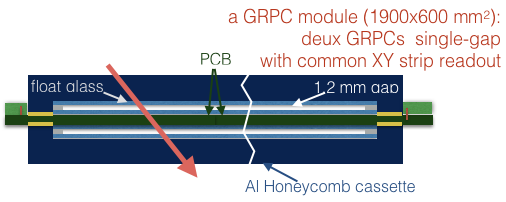 a GRPC module (1900x600 mm²):
deux GRPCs single-gap
with common XY strip readout
PCB
float glass
1,2 mm gap
Al Honeycomb cassette